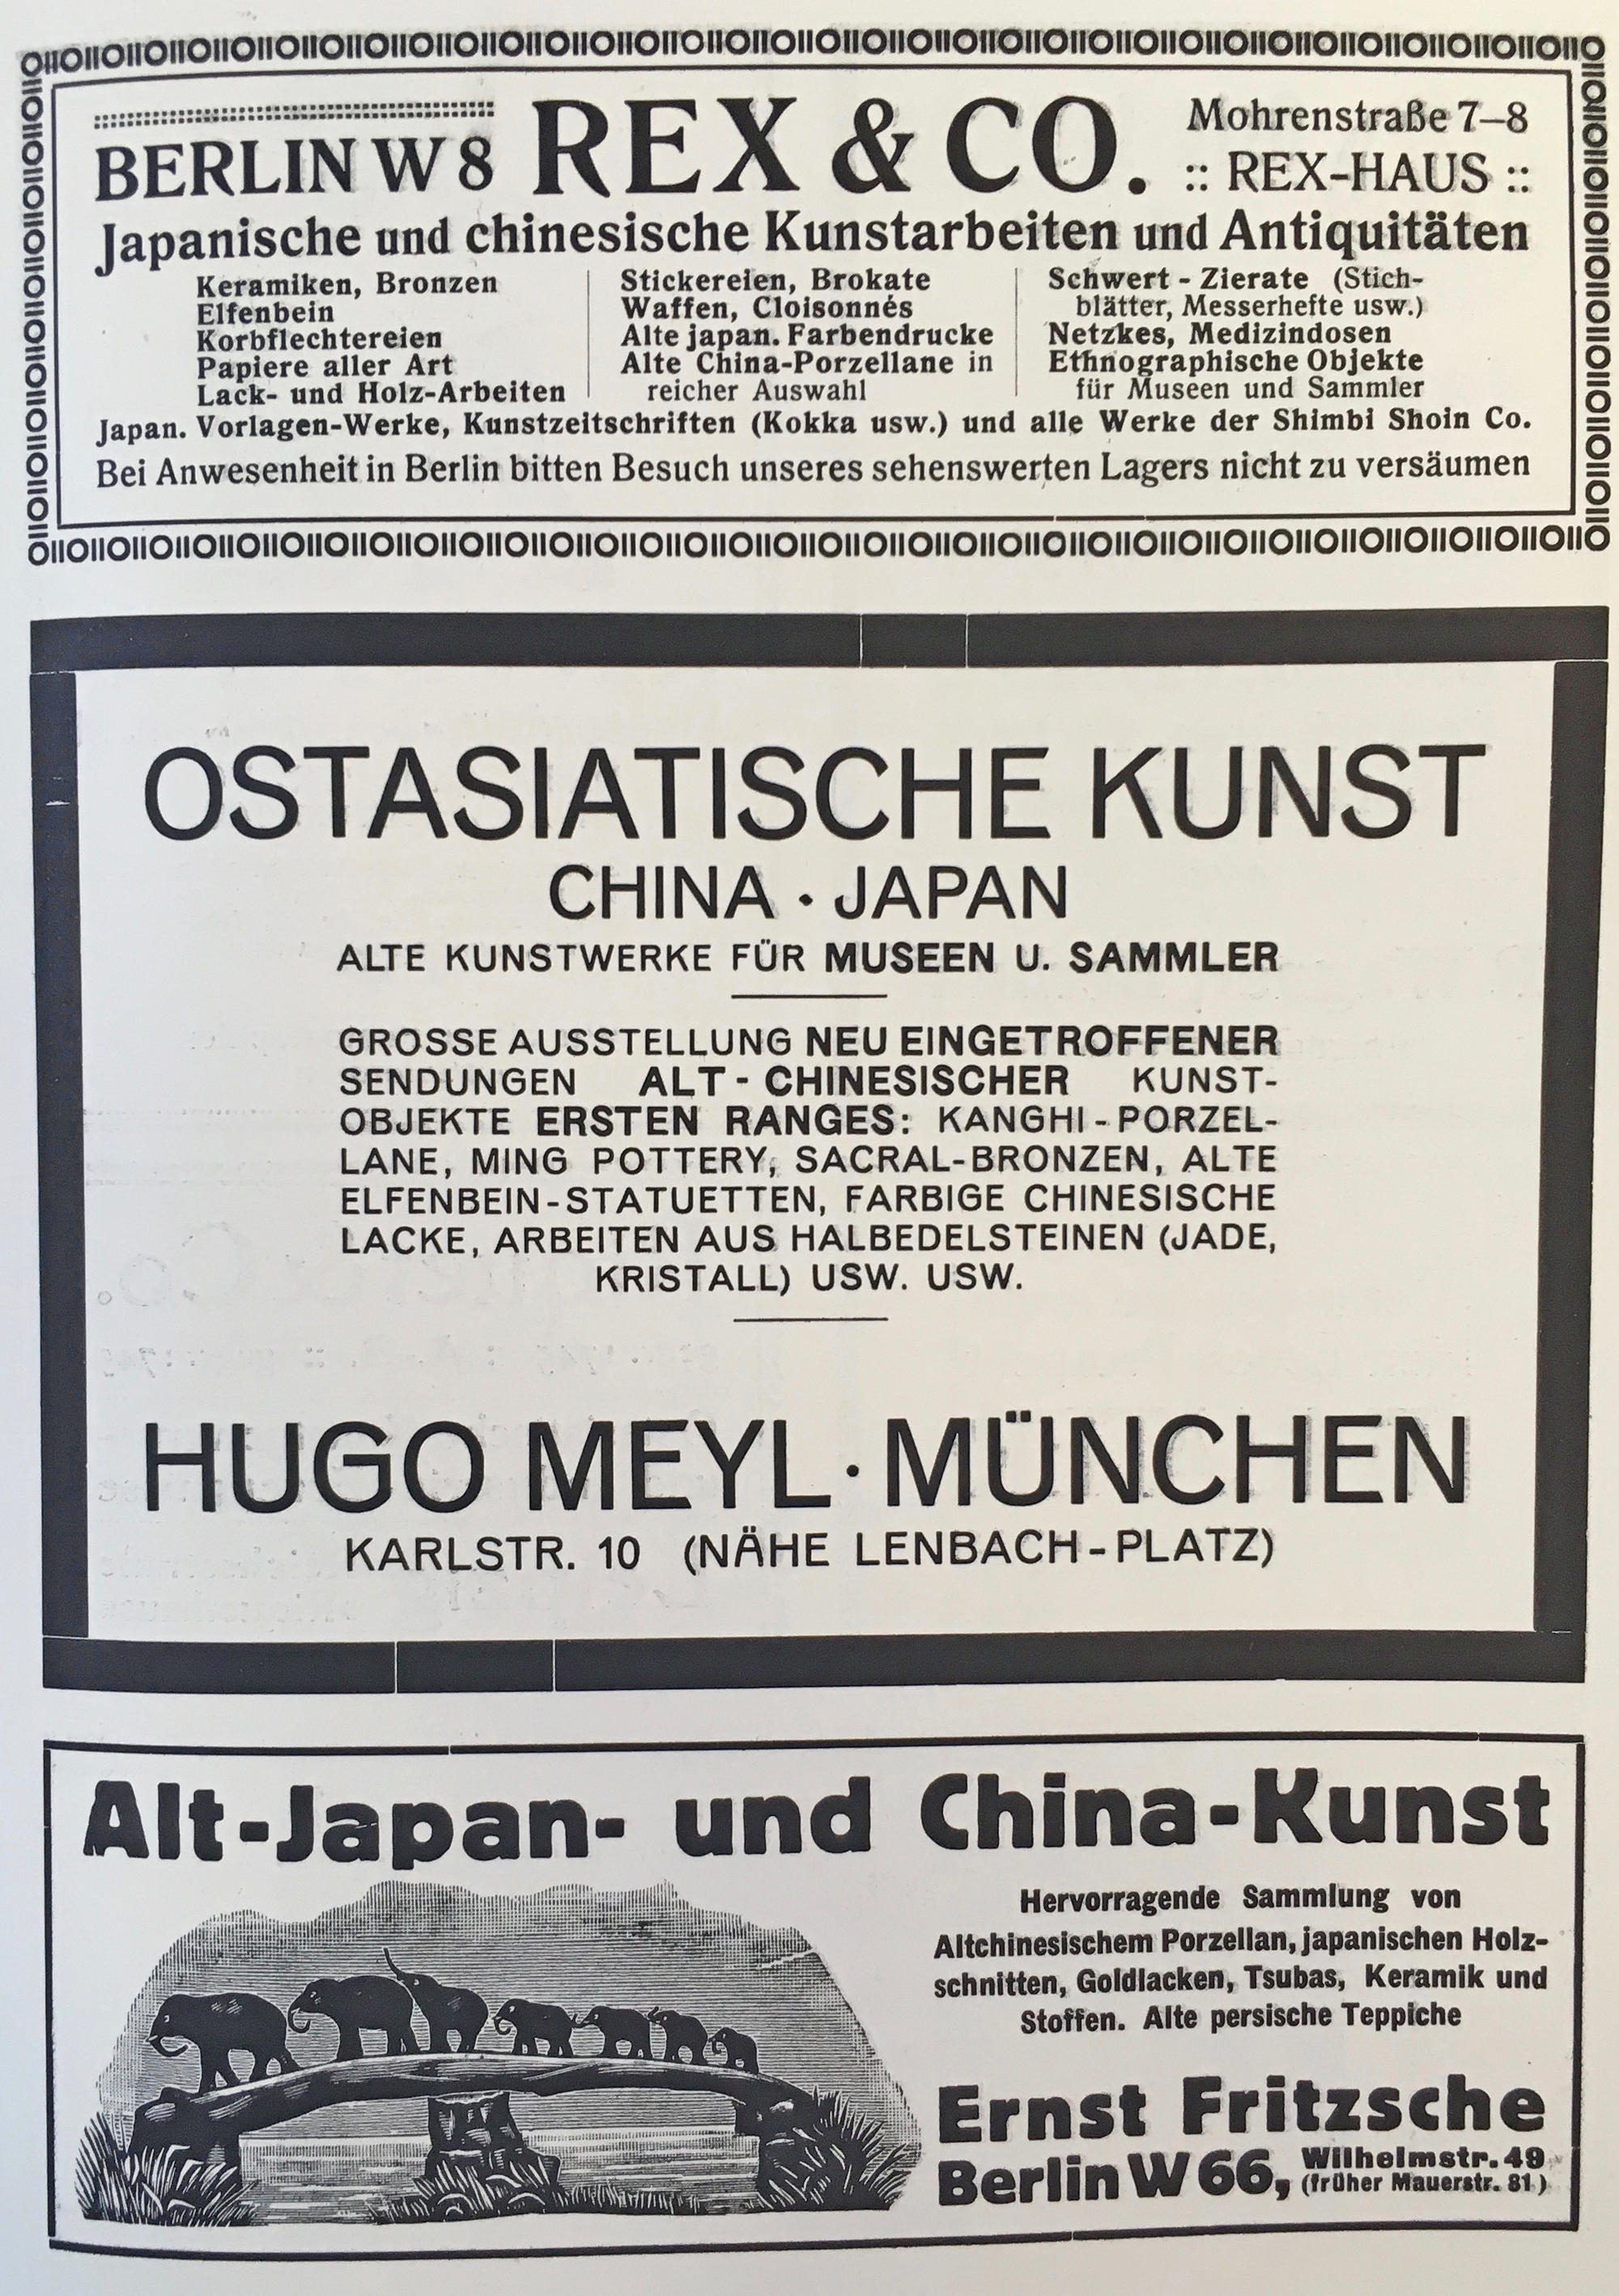 BERLIN W 8 REX & CO. Mohrenstraße 7–8
:: REX-HAUS ::
Japanische und chinesische Kunstarbeiten und Antiquitäten
Keramiken, Bronzen
Elfenbein
Korbflechtereien
Papiere aller Art
Lack- und Holz-Arbeiten
Stickereien, Brokate
Waffen, Cloisonnés
Alte japan. Farbendrucke
Alte China-Porzellane in
reicher Auswahl
Schwert - Zierate (Stich-
blätter, Messerhefte usw.)
Netzkes, Medizindosen
Ethnographische Objekte
für Museen und Sammler
Japan. Vorlagen-Werke, Kunstzeitschriften (Kokka usw.) und alle Werke der Shimbi Shoin Co.
Bei Anwesenheit in Berlin bitten Besuch unseres sehenswerten Lagers nicht zu versäumen
OSTASIATISCHE KUNST
CHINA · JAPAN
ALTE KUNSTWERKE FÜR MUSEEN U. SAMMLER
GROSSE AUSSTELLUNG NEU EINGETROFFENER
SENDUNGEN ALT - CHINESISCHER KUNST-
OBJEKTE ERSTEN RANGES: KANGHI - PORZEL-
LANE, MING POTTERY, SACRAL-BRONZEN, ALTE
ELFENBEIN-STATUETTEN, FARBIGE CHINESISCHE
LACKE, ARBEITEN AUS HALBEDELSTEINEN (JADE,
KRISTALL) USW. USW.
HUGO MEYL · MÜNCHEN
KARLSTR. 10 (NÄHE LENBACH-PLATZ)
Alt-Japan- und China-Kunst
Hervorragende Sammlung von
Altchinesischem Porzellan, japanischen Holz-
schnitten, Goldlacken, Tsubas, Keramik und
Stoffen. Alte persische Teppiche
Ernst Fritzsche
Berlin W 66, Wilhelmstr. 49
(früher Mauerstr. 81)